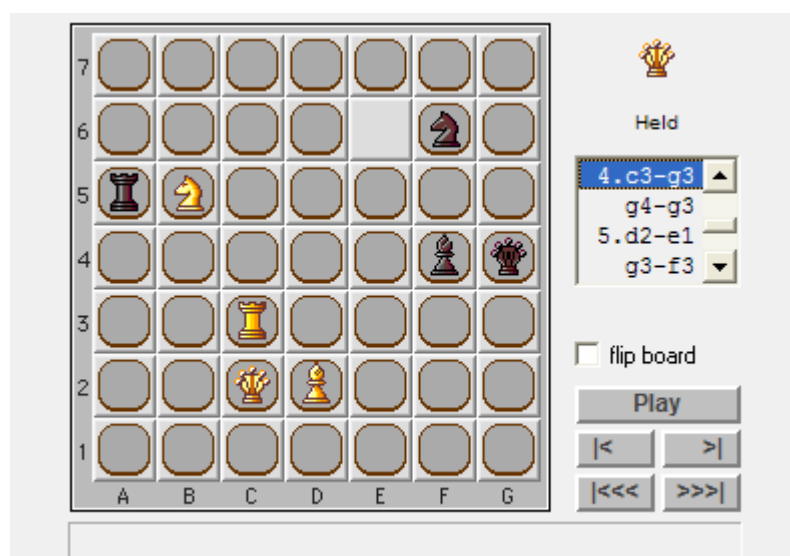 7
6
5
4
3
2
1
A B C D E F G
Held
4.c3-g3
g4-g3
5.d2-e1
g3-f3
flip board
Play
|< >|
|<<< >>>|